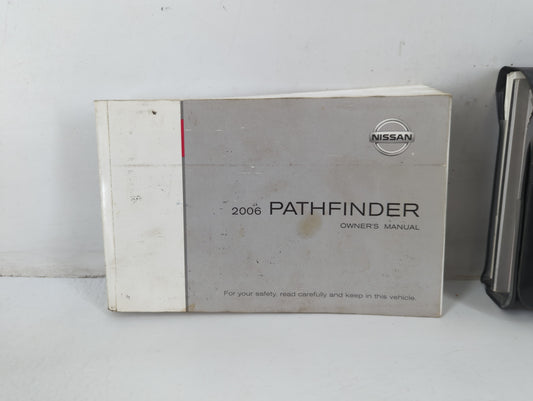 NISSAN
2006 PATHFINDER
OWNER'S MANUAL
For your safety, read carefully and keep in this vehicle.